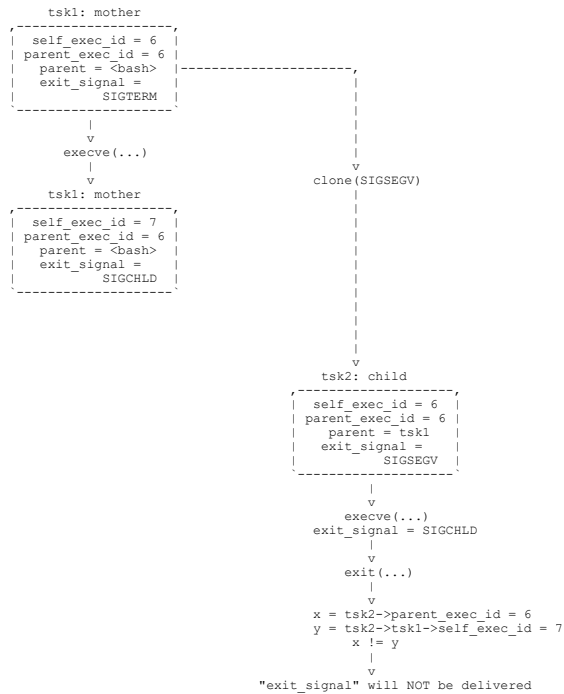 tsk1: mother
self_exec_id = 6
parent_exec_id = 6
parent = <bash>
exit_signal =
SIGTERM
execve(...)
clone(SIGSEGV)
tsk1: mother
self_exec_id = 7
parent_exec_id = 6
parent = <bash>
exit_signal =
SIGCHLD
v
tsk2: child
self_exec_id = 6
parent_exec_id = 6
parent = tsk1
exit_signal =
SIGSEGV
v
execve(...)
exit_signal = SIGCHLD
v
exit(...)
v
x = tsk2->parent_exec_id = 6
y = tsk2->tsk1->self_exec_id = 7
x != y
v
"exit_signal" will NOT be delivered